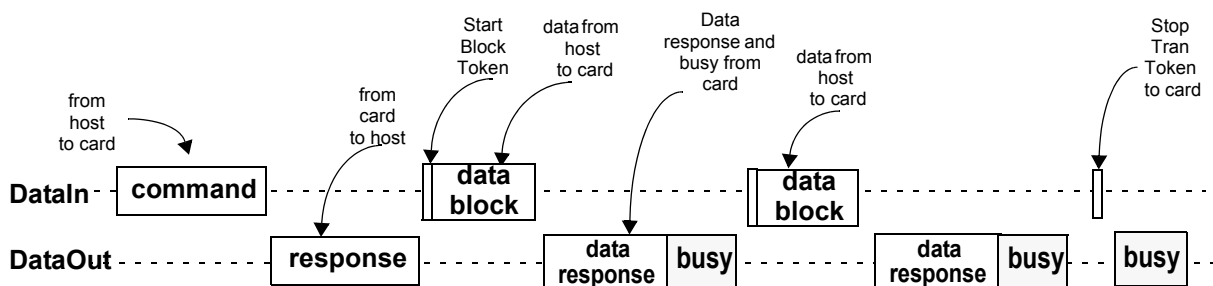 from
host
to card
from
card
to host
Start
Block
Token
data from
host
to card
Data
response and
busy from
card
data from
host
to card
Stop
Tran
Token
to card
DataIn
command
data
block
data
block
DataOut
response
data
response
busy
data
response
busy
busy